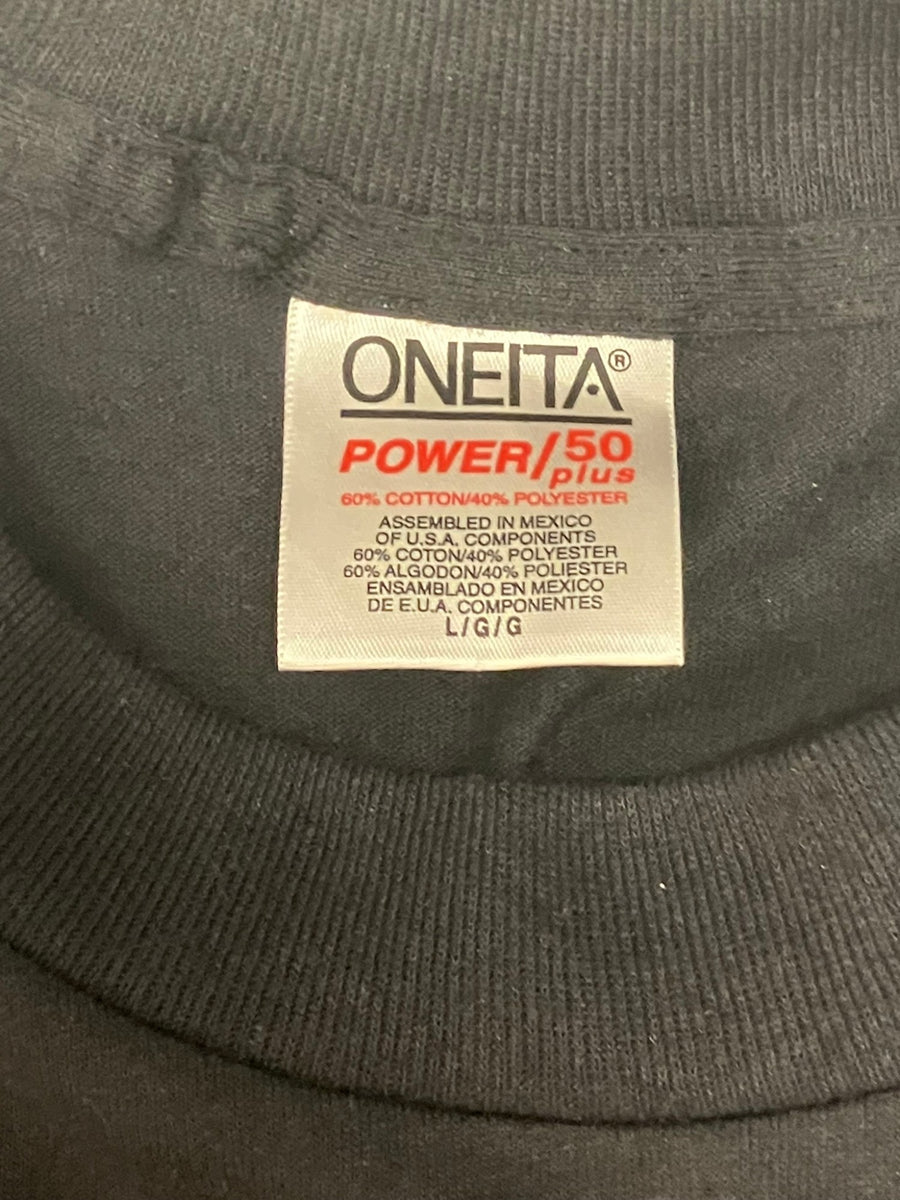 ONEITA®
POWER/50
plus
60% COTTON/40% POLYESTER
ASSEMBLED IN MEXICO
OF U.S.A. COMPONENTS
60% COTON/40% POLYESTER
60% ALGODON/40% POLIESTER
ENSAMBLADO EN MEXICO
DE E.U.A. COMPONENTES
L/G/G